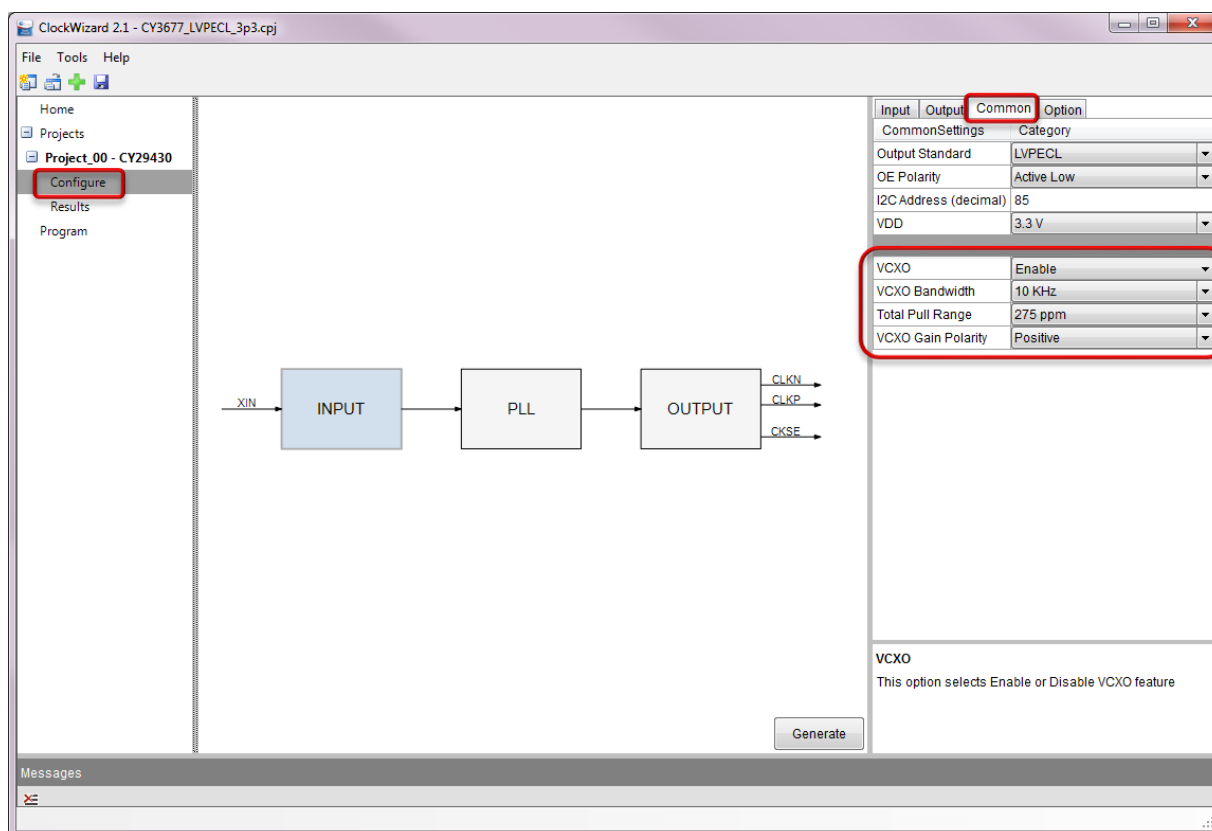 ClockWizard 2.1 - CY3677_LVPECL_3p3.cpj
File Tools Help
Home
Projects
Project_00 - CY29430
Configure
Results
Program
XIN
INPUT
PLL
OUTPUT
CLKN
CLKP
CKSE
Generate
Input Output Common Option
CommonSettings Category
Output Standard LVPECL
OE Polarity Active Low
I2C Address (decimal) 85
VDD 3.3 V
VCXO Enable
VCXO Bandwidth 10 KHz
Total Pull Range 275 ppm
VCXO Gain Polarity Positive
VCXO
This option selects Enable or Disable VCXO feature
Messages